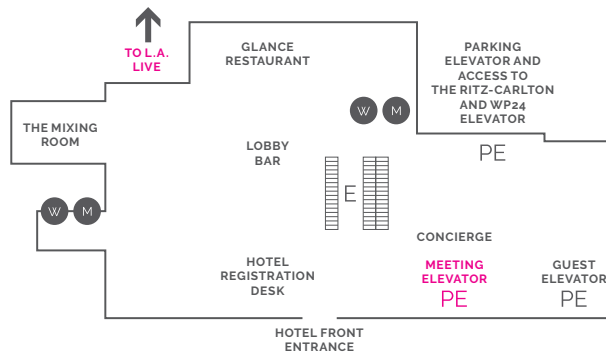 TO L.A.
LIVE
GLANCE
RESTAURANT
PARKING
ELEVATOR AND
ACCESS TO
THE RITZ-CARLTON
AND WP24
ELEVATOR
W M
THE MIXING
ROOM
LOBBY
BAR
PE
E
W M
CONCIERGE
HOTEL
REGISTRATION
DESK
MEETING
ELEVATOR
PE
GUEST
ELEVATOR
PE
HOTEL FRONT
ENTRANCE